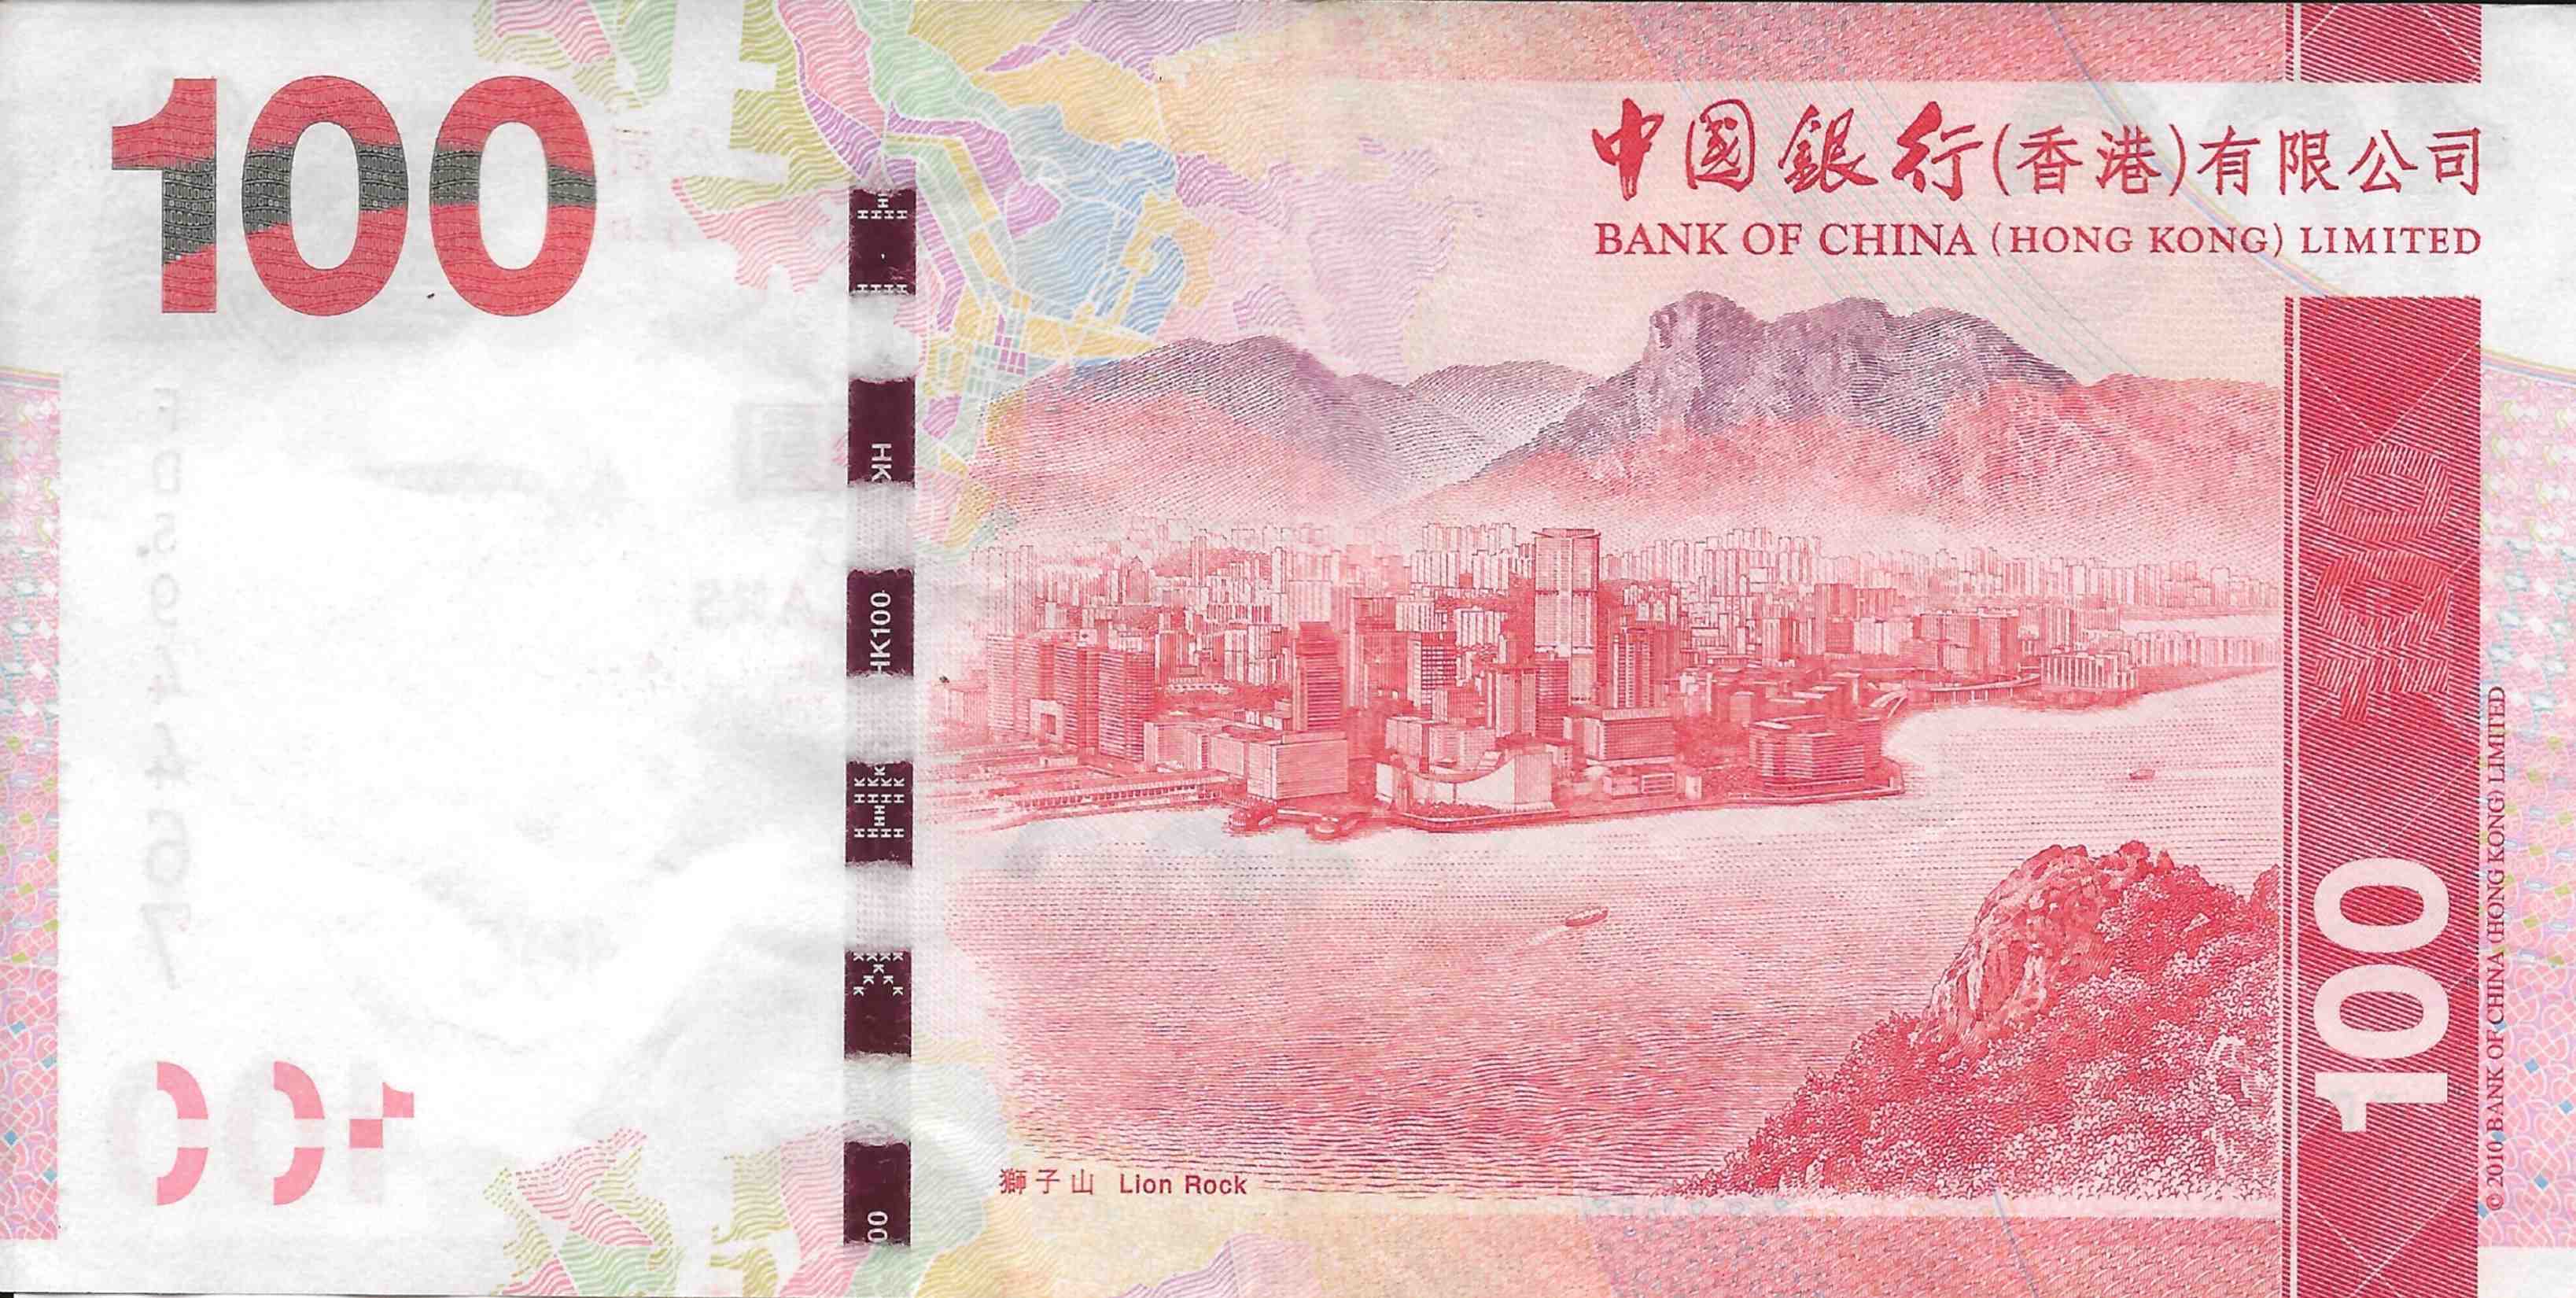 100
中國銀行(香港)有限公司
BANK OF CHINA (HONG KONG) LIMITED
HK
HK100
00
獅子山 Lion Rock
100
100
© 2010 BANK OF CHINA (HONG KONG) LIMITED